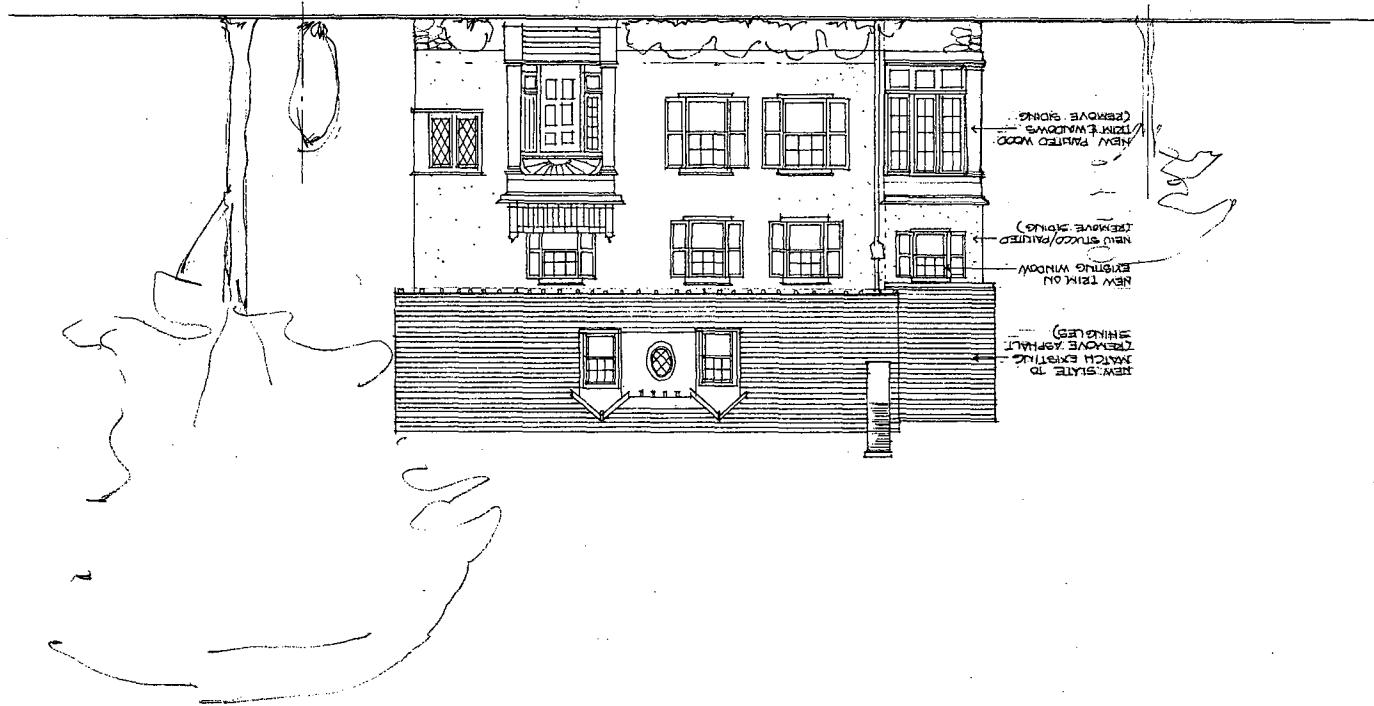 NEW SLATE TO
MATCH EXISTING
(REMOVE ASPHALT
SHINGLES)
NEW TRIM ON
EXISTING WINDOW
NEW STUCCO/PAINTED
(REMOVE SIDING)
NEW PAINTED WOOD
TRIM & WINDOWS
(REMOVE SIDING